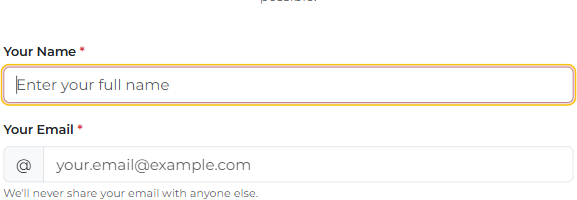 possible.
Your Name *
Enter your full name
Your Email *
@ your.email@example.com
We'll never share your email with anyone else.